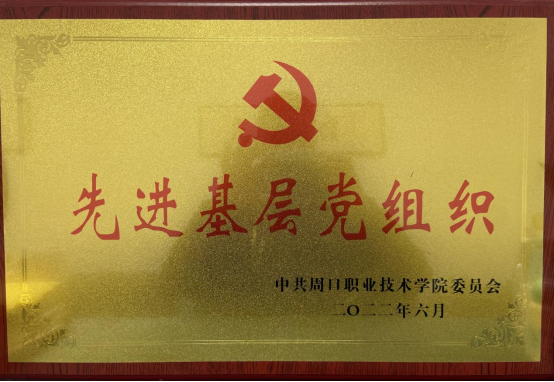 先进基层党组织
中共周口职业技术学院委员会
二〇二二年六月